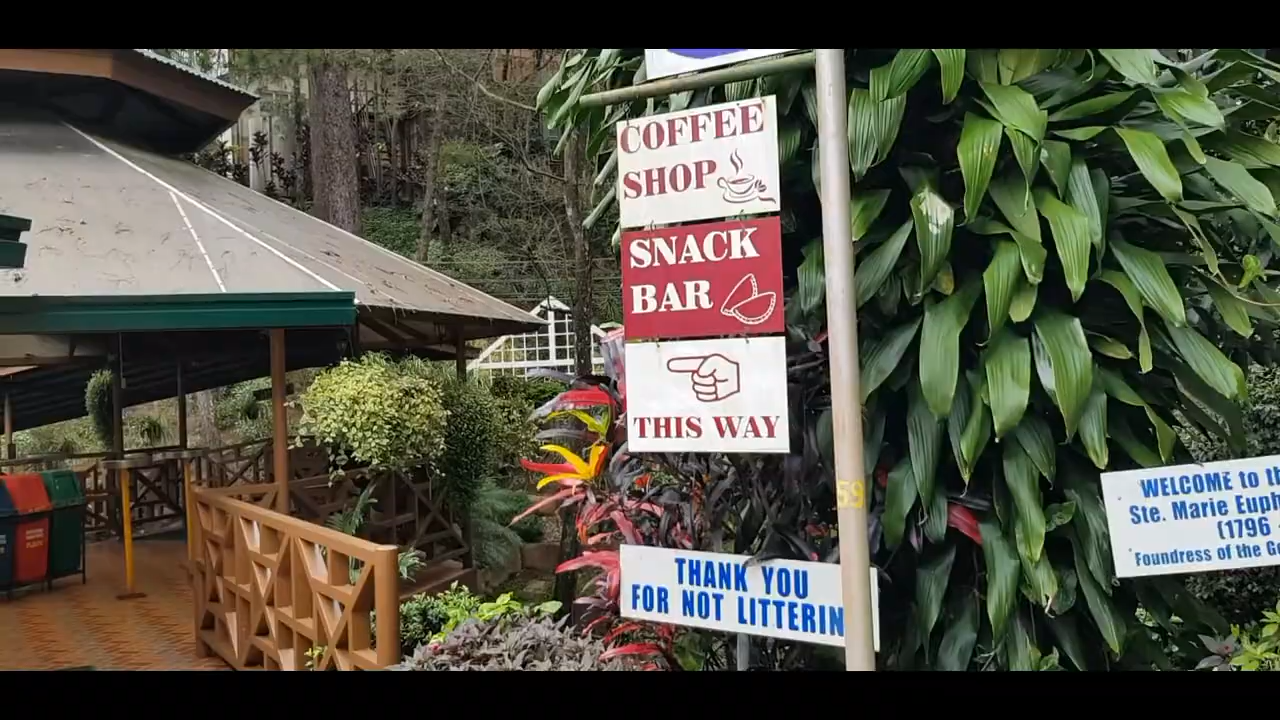 COFFEE
SHOP
SNACK
BAR
THIS WAY
59
THANK YOU
FOR NOT LITTERIN
WELCOME to th
Ste. Marie Euph
(1796
Foundress of the Go